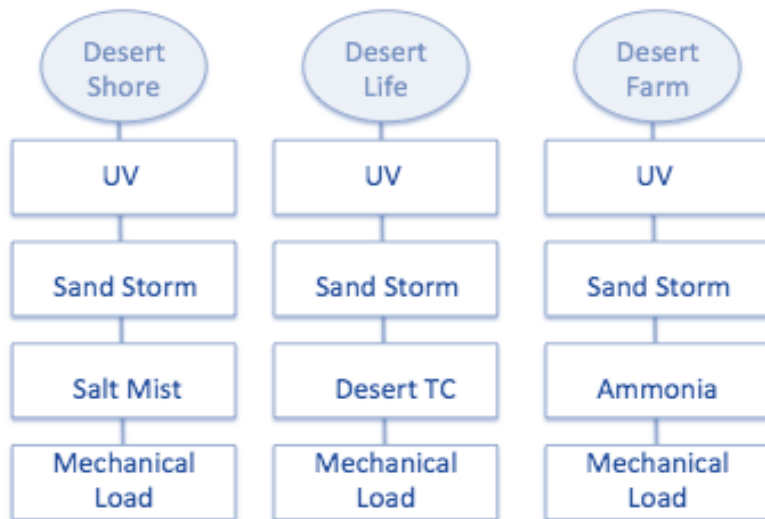 Desert
Shore
UV
Sand Storm
Salt Mist
Mechanical
Load
Desert
Life
UV
Sand Storm
Desert TC
Mechanical
Load
Desert
Farm
UV
Sand Storm
Ammonia
Mechanical
Load